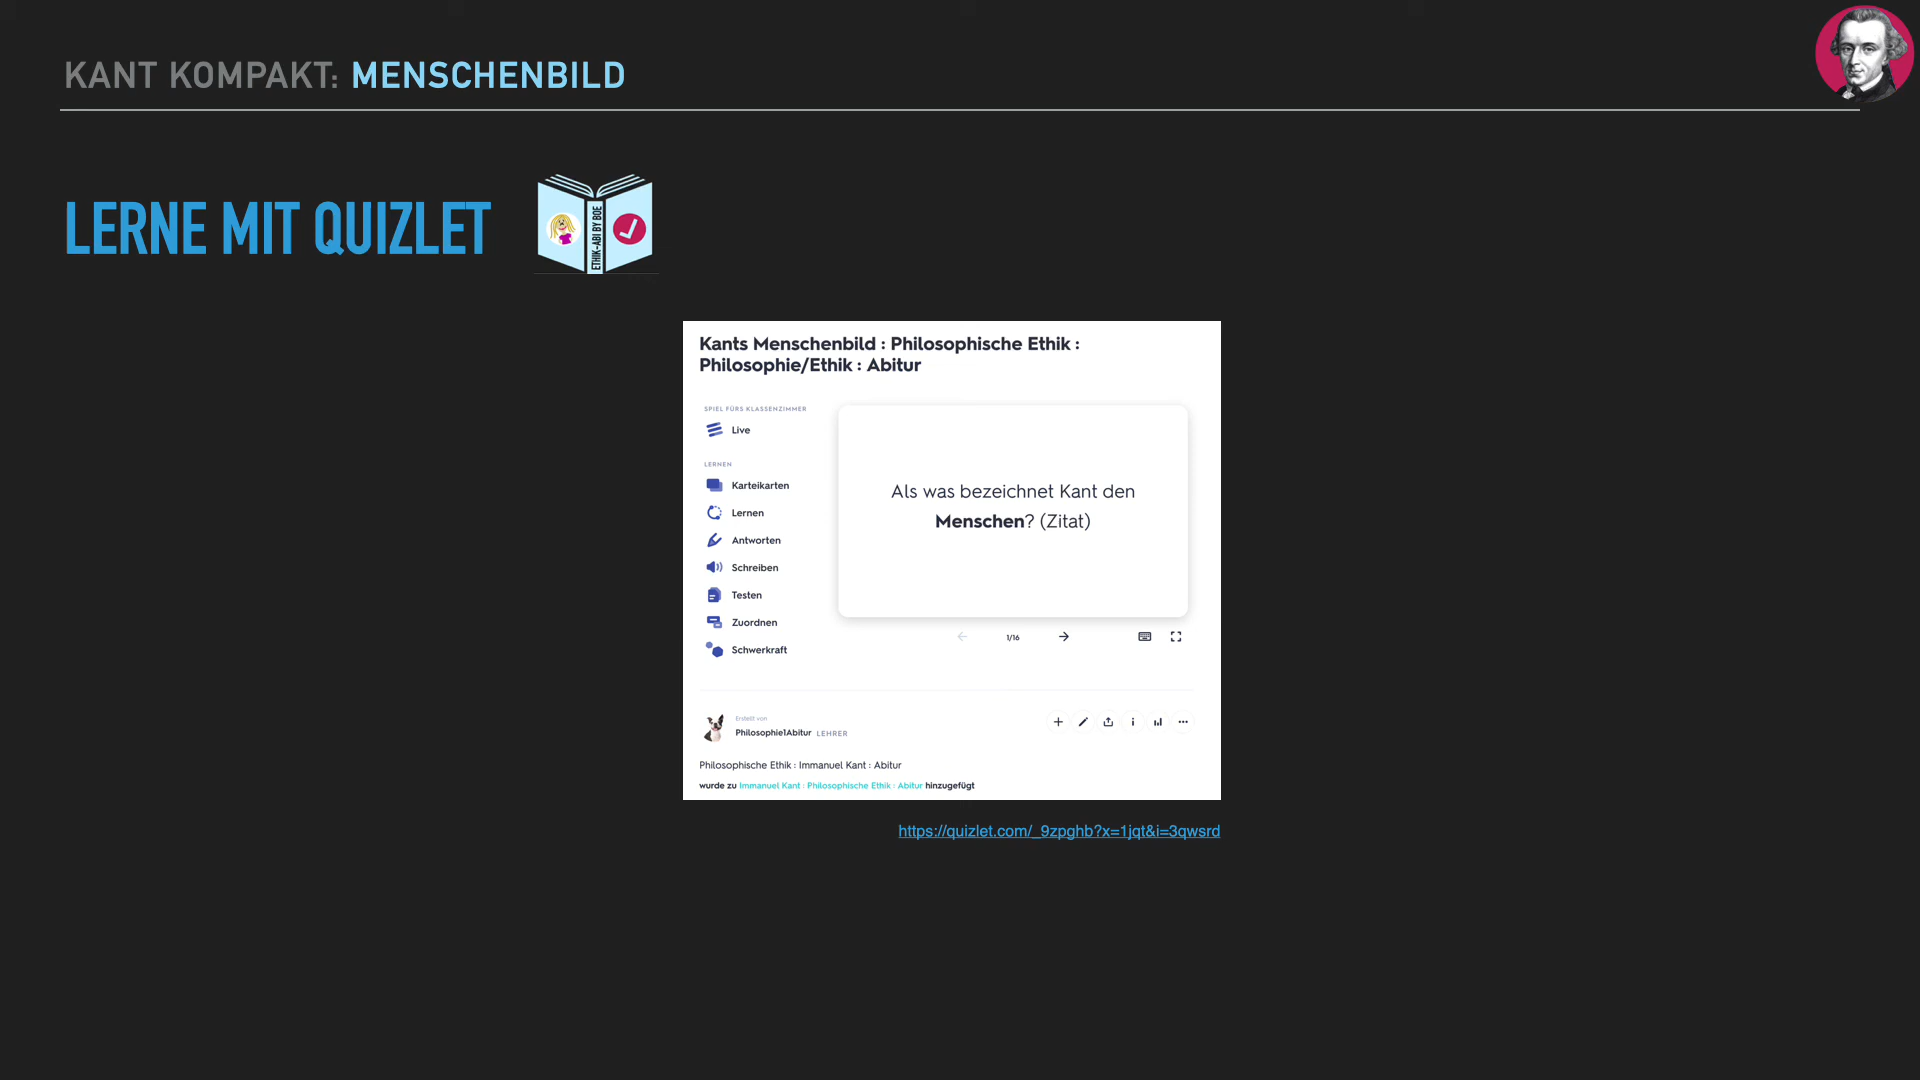 KANT KOMPAKT: MENSCHENBILD
LERNE MIT QUIZLET
ETHIK-ABI BY BOE
Kants Menschenbild : Philosophische Ethik :
Philosophie/Ethik : Abitur
SPIEL FÜRS KLASSENZIMMER
Live
LERNEN
Karteikarten
Lernen
Antworten
Schreiben
Testen
Zuordnen
Schwerkraft
Als was bezeichnet Kant den
Menschen? (Zitat)
1/16
Erstellt von
Philosophie1Abitur LEHRER
Philosophische Ethik : Immanuel Kant : Abitur
wurde zu Immanuel Kant : Philosophische Ethik : Abitur hinzugefügt
https://quizlet.com/_9zpghb?x=1jqt&i=3qwsrd